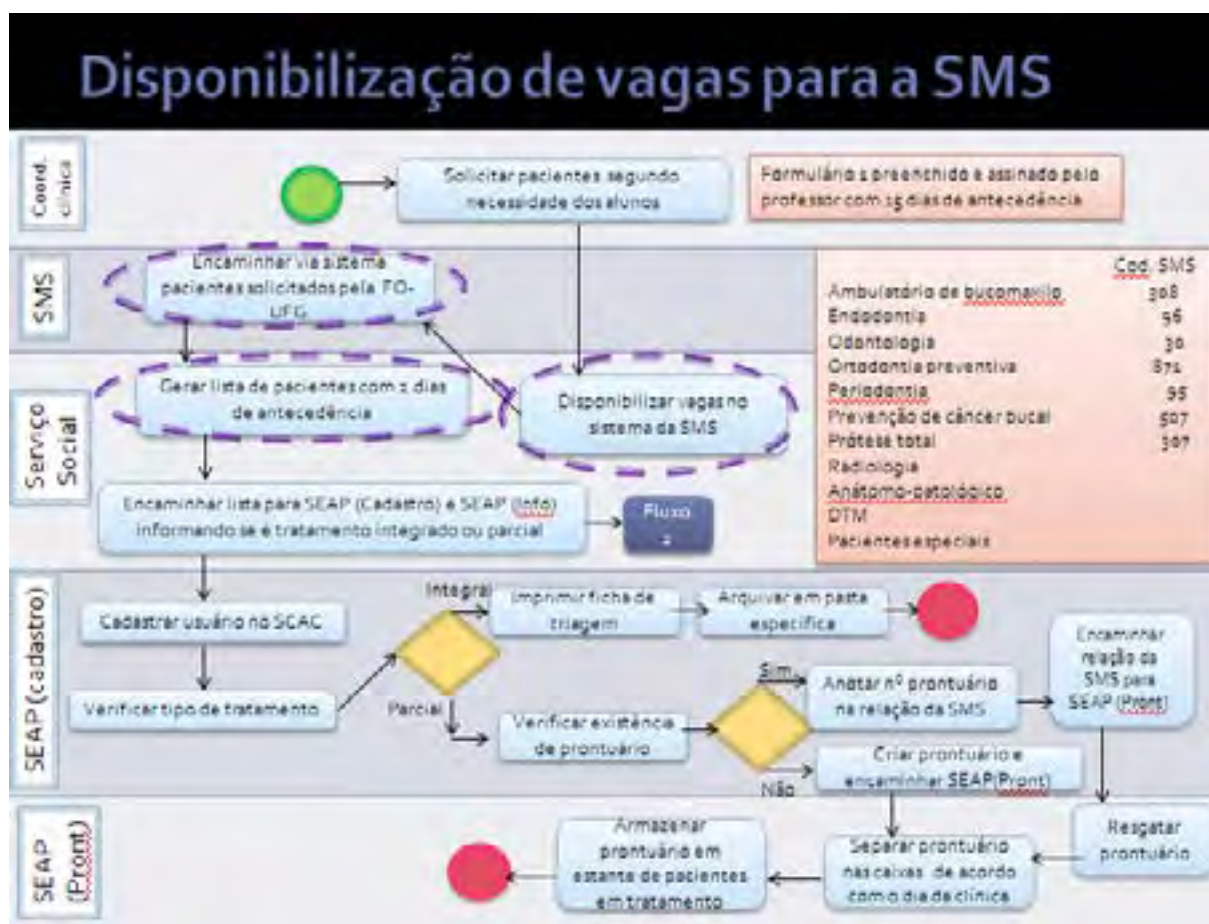 Disponibilização de vagas para a SMS
Coord.
clínica
Solicitar pacientes segundo
necessidade dos alunos
Formulário 1 preenchido e assinado pelo
professor com 15 dias de antecedência
SMS
Encaminhar via sistema
pacientes solicitados pela FO-
UFG
Cod. SMS
Ambulatório de bucomaxilo 308
Endodontia 96
Odontologia 30
Ortodontia preventiva 871
Periodontia 95
Prevenção de câncer bucal 507
Prótese total 307
Radiologia
Anátomo-patológico
DTM
Pacientes especiais
Serviço
Social
Gerar lista de pacientes com 2 dias
de antecedência
Disponibilizar vagas no
sistema da SMS
Encaminhar lista para SEAP (Cadastro) e SEAP (Info)
informando se é tratamento integrado ou parcial
Fluxo
2
SEAP (cadastro)
Cadastrar usuário no SCAC
Verificar tipo de tratamento
Integral
Imprimir ficha de
triagem
Arquivar em pasta
específica
Parcial
Verificar existência
de prontuário
Sim
Anotar nº prontuário
na relação da SMS
Encaminhar
relação da
SMS para
SEAP (Pront)
Não
Criar prontuário e
encaminhar SEAP(Pront)
SEAP
(Pront)
Armazenar
prontuário em
estante de pacientes
em tratamento
Separar prontuário
nas caixas de acordo
com o dia de clínica
Resgatar
prontuário